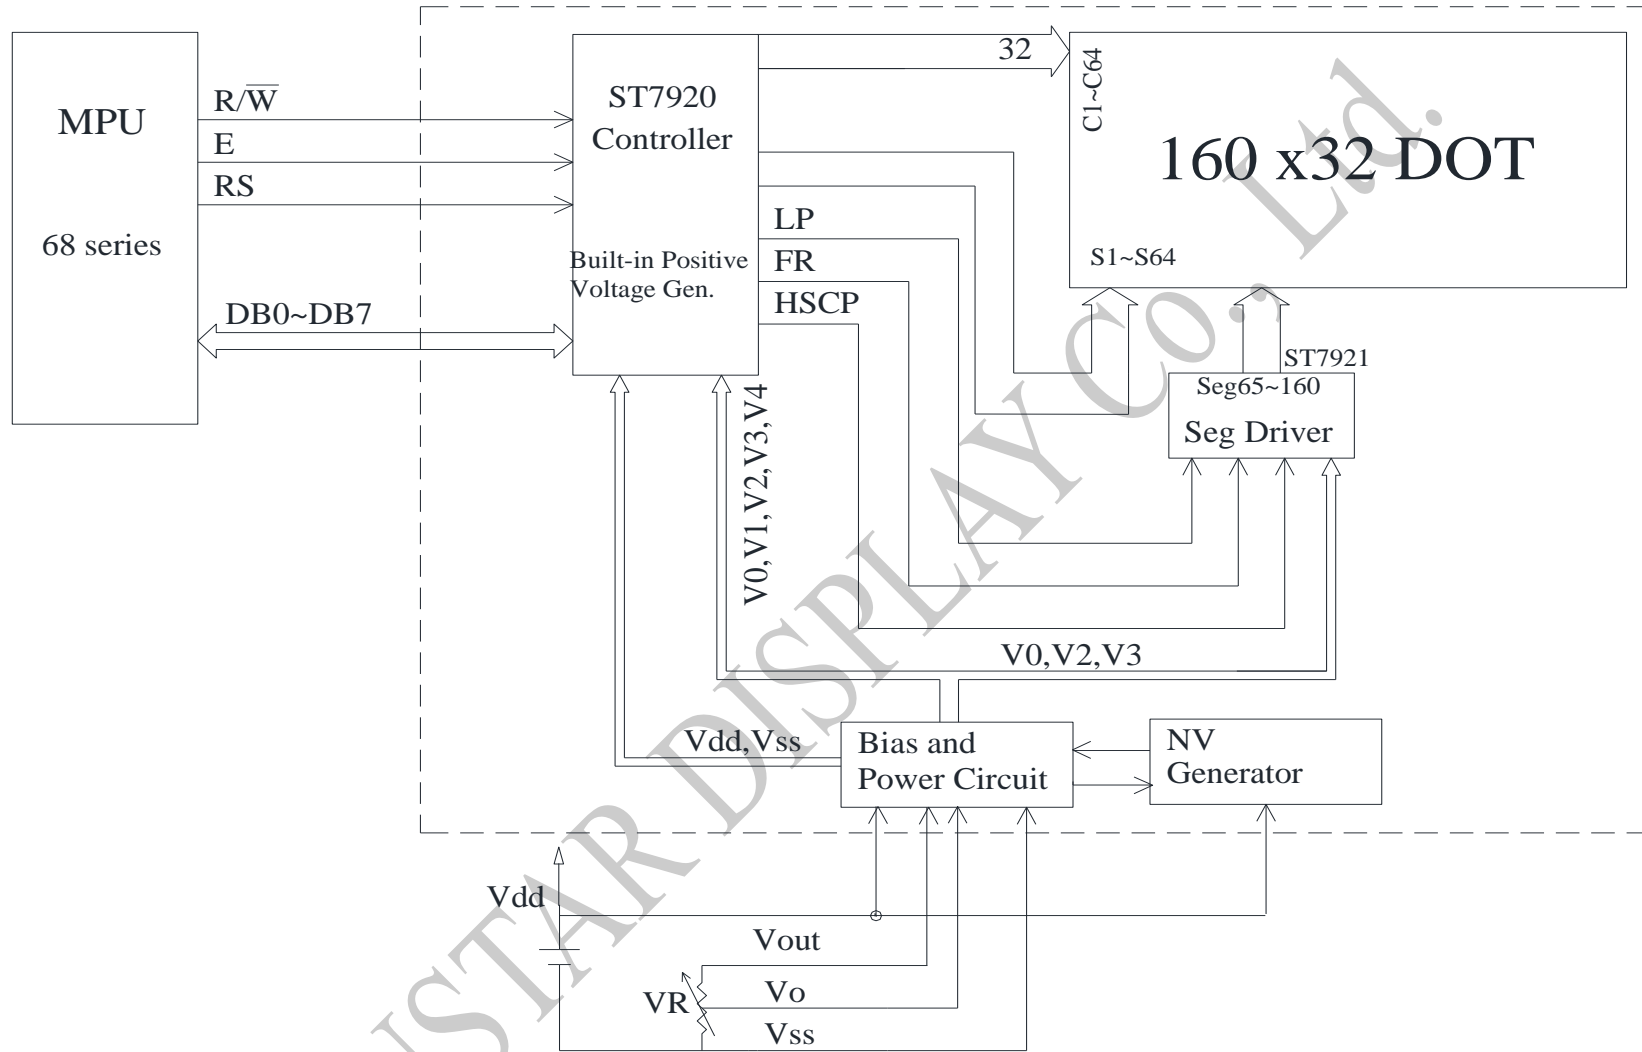 MPU
68 series
R/W̅
E
RS
DB0~DB7
ST7920
Controller
Built-in Positive
Voltage Gen.
32
LP
FR
HSCP
C1~C64
160 x32 DOT
S1~S64
ST7921
Seg65~160
Seg Driver
V0,V1,V2,V3,V4
V0,V2,V3
Vdd,Vss
Bias and
Power Circuit
NV
Generator
Vdd
Vout
VR
Vo
Vss
STAR DISPLAY Co., Ltd.